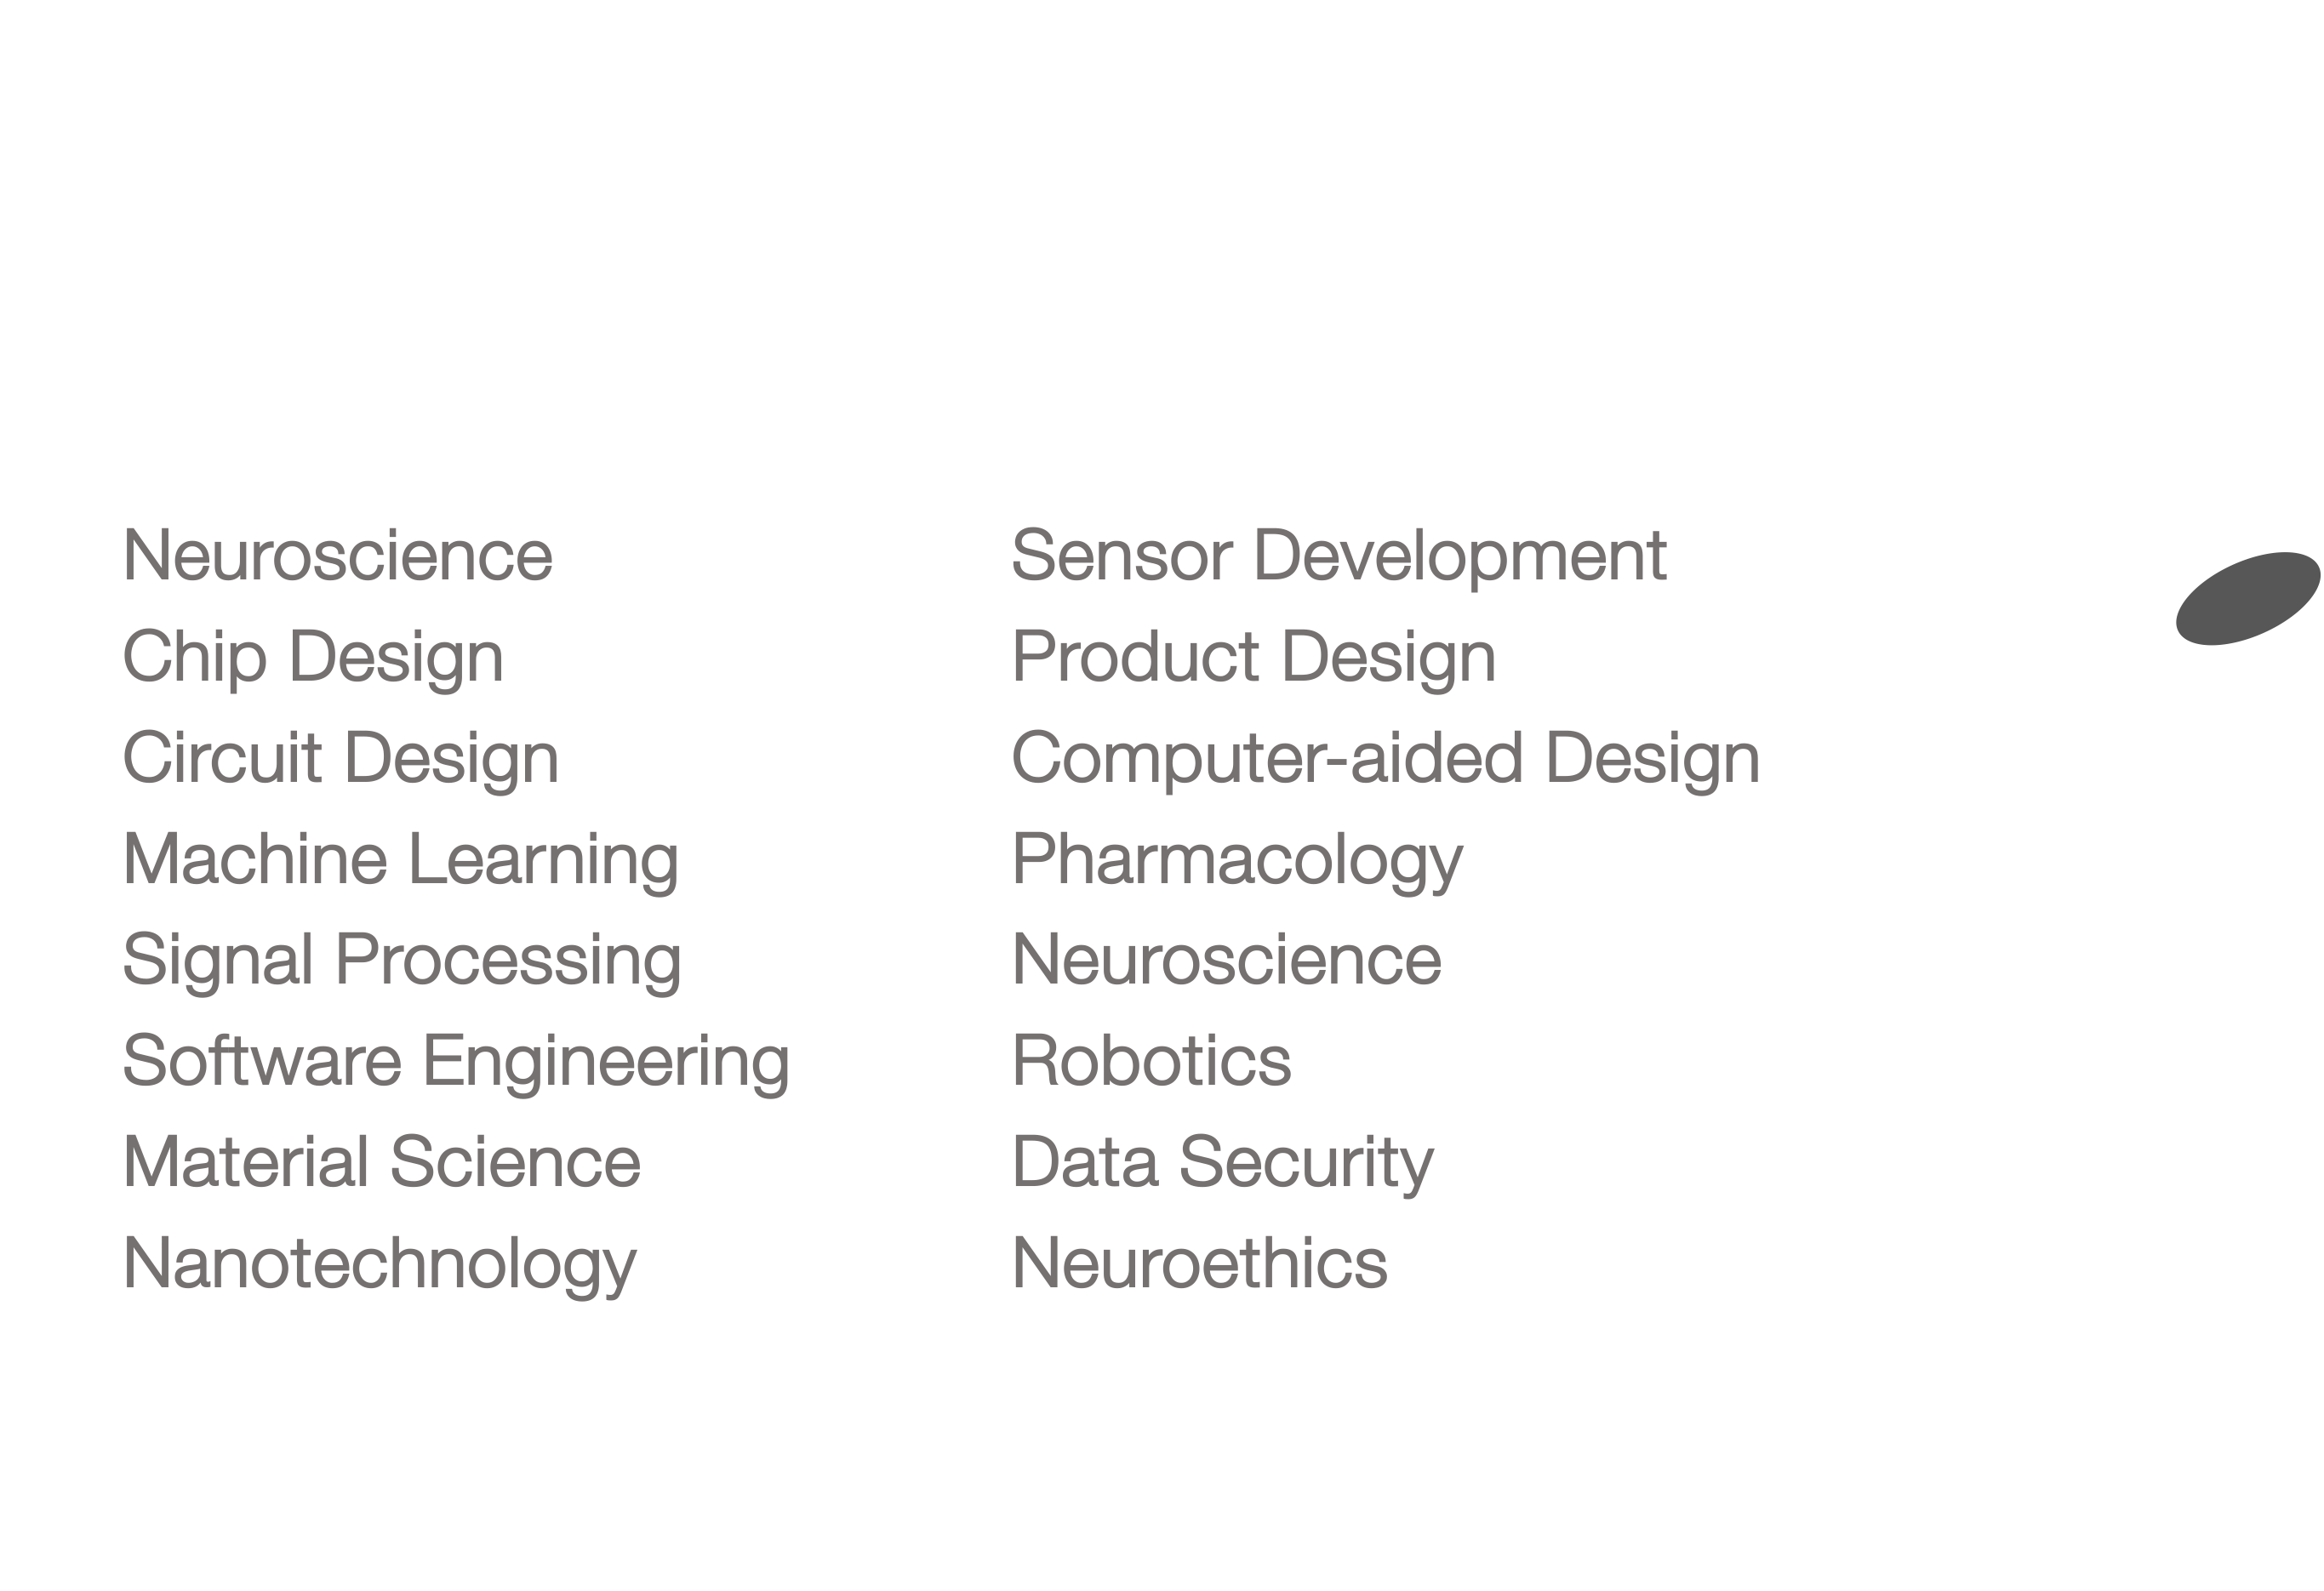 Neuroscience
Chip Design
Circuit Design
Machine Learning
Signal Processing
Software Engineering
Material Science
Nanotechnology
Sensor Development
Product Design
Computer-aided Design
Pharmacology
Neuroscience
Robotics
Data Security
Neuroethics